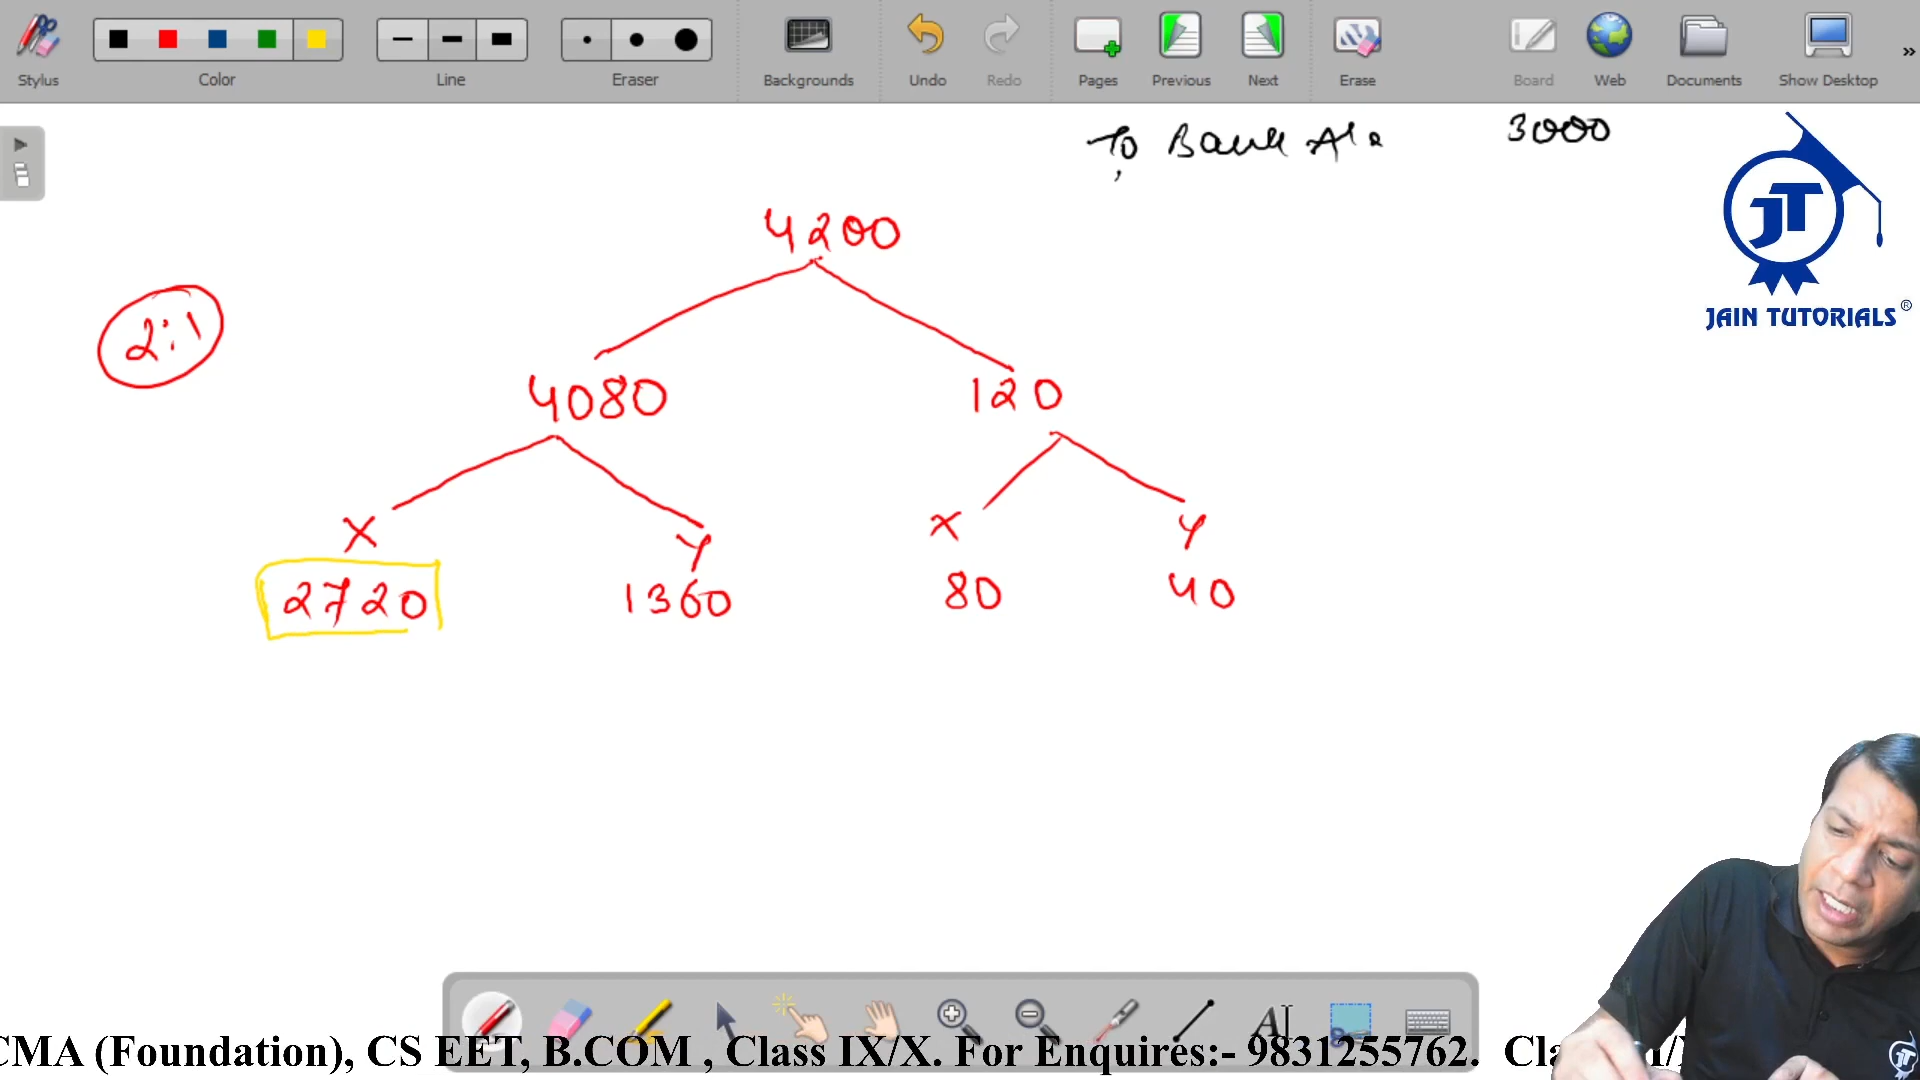 Stylus Color Line Eraser Backgrounds Undo Redo Pages Previous Next Erase Board Web Documents Show Desktop »
To Bank A/c 3000
JT
JAIN TUTORIALS®
4200
2:1
4080 120
X Y X Y
2720 1360 80 40
CMA (Foundation), CS EET, B.COM , Class IX/X. For Enquires:- 9831255762. Cla